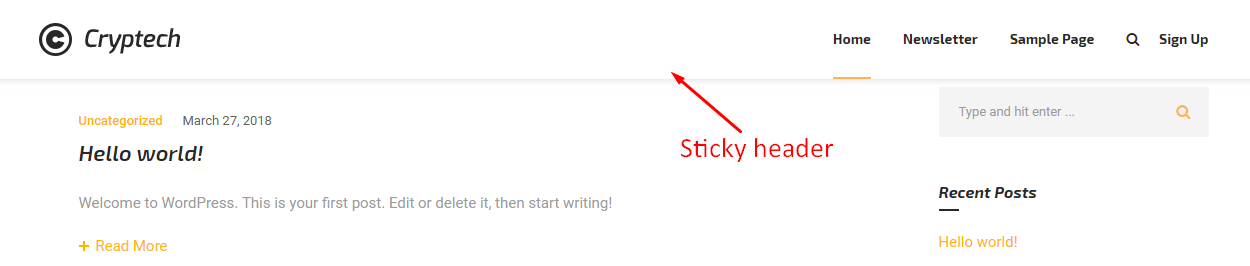 Cryptech
Home Newsletter Sample Page Sign Up
Uncategorized March 27, 2018
Hello world!
Welcome to WordPress. This is your first post. Edit or delete it, then start writing!
+ Read More
Sticky header
Type and hit enter ...
Recent Posts
Hello world!